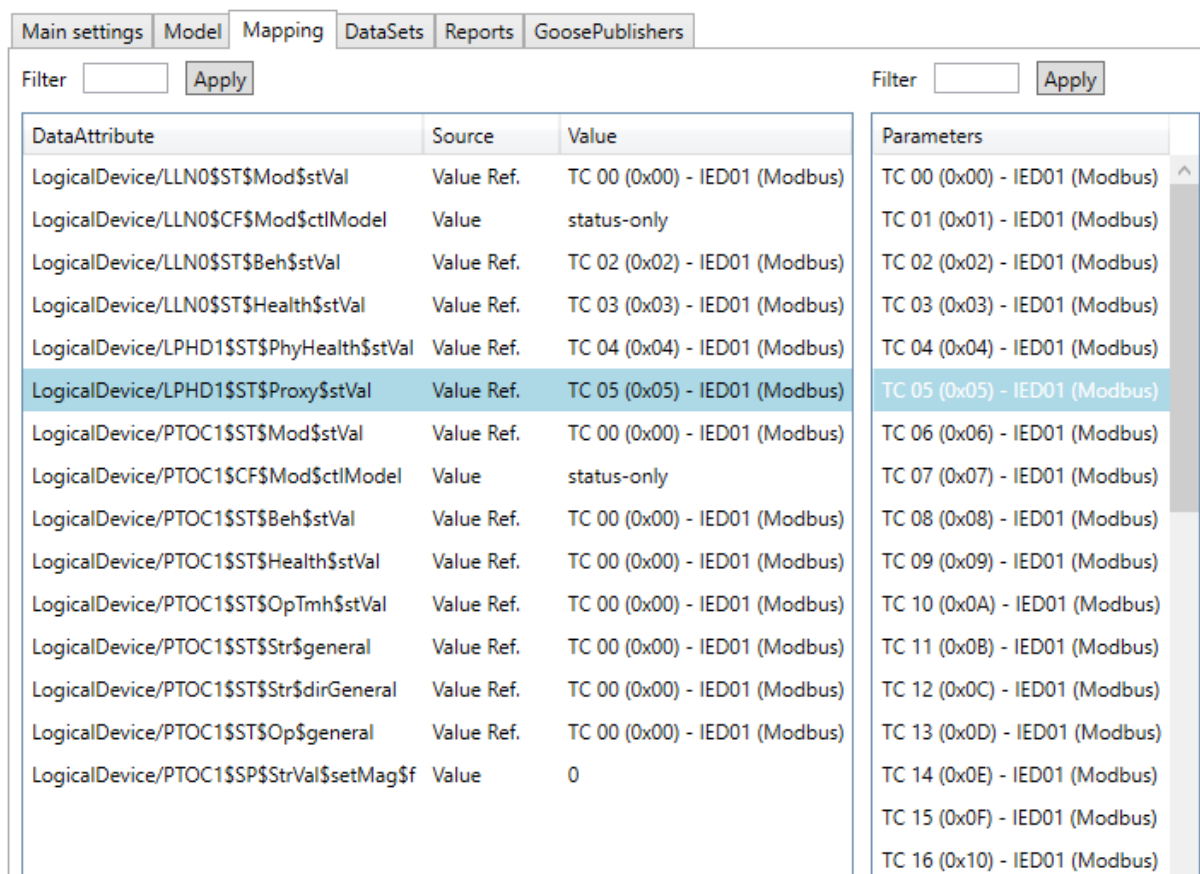 Main settings Model Mapping DataSets Reports GoosePublishers
Filter Apply Filter Apply
DataAttribute Source Value Parameters
LogicalDevice/LLN0$ST$Mod$stVal Value Ref. TC 00 (0x00) - IED01 (Modbus) TC 00 (0x00) - IED01 (Modbus)
LogicalDevice/LLN0$CF$Mod$ctlModel Value status-only TC 01 (0x01) - IED01 (Modbus)
LogicalDevice/LLN0$ST$Beh$stVal Value Ref. TC 02 (0x02) - IED01 (Modbus) TC 02 (0x02) - IED01 (Modbus)
LogicalDevice/LLN0$ST$Health$stVal Value Ref. TC 03 (0x03) - IED01 (Modbus) TC 03 (0x03) - IED01 (Modbus)
LogicalDevice/LPHD1$ST$PhyHealth$stVal Value Ref. TC 04 (0x04) - IED01 (Modbus) TC 04 (0x04) - IED01 (Modbus)
LogicalDevice/LPHD1$ST$Proxy$stVal Value Ref. TC 05 (0x05) - IED01 (Modbus) TC 05 (0x05) - IED01 (Modbus)
LogicalDevice/PTOC1$ST$Mod$stVal Value Ref. TC 00 (0x00) - IED01 (Modbus) TC 06 (0x06) - IED01 (Modbus)
LogicalDevice/PTOC1$CF$Mod$ctlModel Value status-only TC 07 (0x07) - IED01 (Modbus)
LogicalDevice/PTOC1$ST$Beh$stVal Value Ref. TC 00 (0x00) - IED01 (Modbus) TC 08 (0x08) - IED01 (Modbus)
LogicalDevice/PTOC1$ST$Health$stVal Value Ref. TC 00 (0x00) - IED01 (Modbus) TC 09 (0x09) - IED01 (Modbus)
LogicalDevice/PTOC1$ST$OpTmh$stVal Value Ref. TC 00 (0x00) - IED01 (Modbus) TC 10 (0x0A) - IED01 (Modbus)
LogicalDevice/PTOC1$ST$Str$general Value Ref. TC 00 (0x00) - IED01 (Modbus) TC 11 (0x0B) - IED01 (Modbus)
LogicalDevice/PTOC1$ST$Str$dirGeneral Value Ref. TC 00 (0x00) - IED01 (Modbus) TC 12 (0x0C) - IED01 (Modbus)
LogicalDevice/PTOC1$ST$Op$general Value Ref. TC 00 (0x00) - IED01 (Modbus) TC 13 (0x0D) - IED01 (Modbus)
LogicalDevice/PTOC1$SP$StrVal$setMag$f Value 0 TC 14 (0x0E) - IED01 (Modbus)
TC 15 (0x0F) - IED01 (Modbus)
TC 16 (0x10) - IED01 (Modbus)